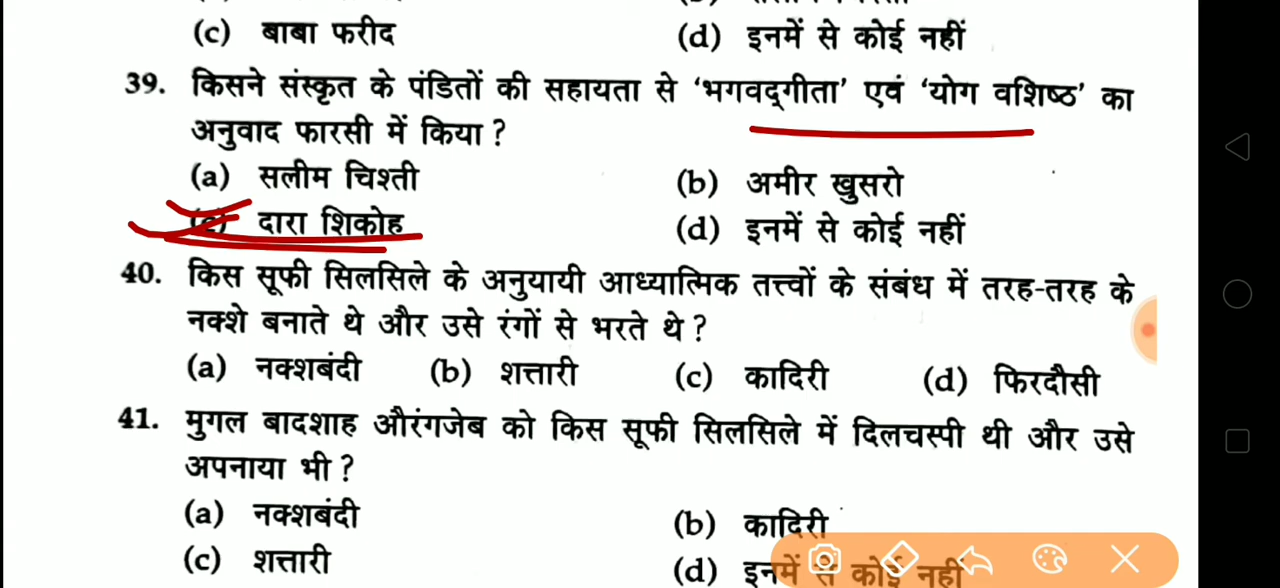 (c) बाबा फरीद (d) इनमें से कोई नहीं
39. किसने संस्कृत के पंडितों की सहायता से ‘भगवद्गीता’ एवं ‘योग वशिष्ठ’ का
अनुवाद फारसी में किया ?
(a) सलीम चिश्ती (b) अमीर खुसरो
(c) दारा शिकोह (d) इनमें से कोई नहीं
40. किस सूफी सिलसिले के अनुयायी आध्यात्मिक तत्त्वों के संबंध में तरह-तरह के
नक्शे बनाते थे और उसे रंगों से भरते थे ?
(a) नक्शबंदी (b) शत्तारी (c) कादिरी (d) फिरदौसी
41. मुगल बादशाह औरंगजेब को किस सूफी सिलसिले में दिलचस्पी थी और उसे
अपनाया भी ?
(a) नक्शबंदी (b) कादिरी
(c) शत्तारी (d) इनमें से कोई नहीं